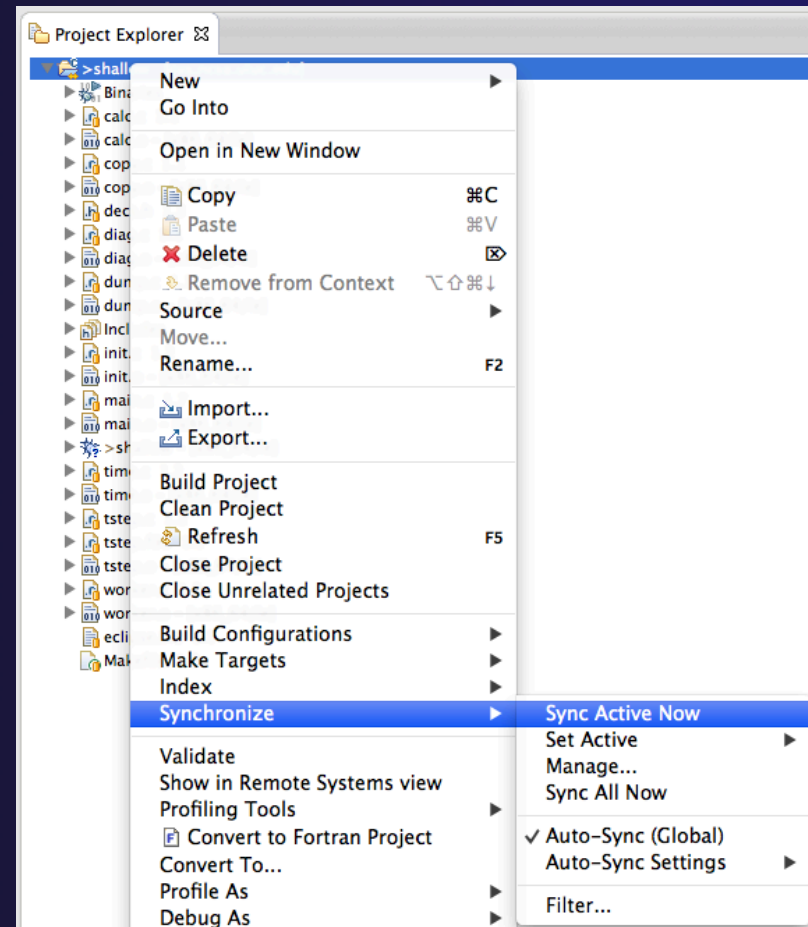 Project Explorer
>shall
New
Bina
Go Into
calc
calc
Open in New Window
cop
cop
Copy ⌘C
dec
Paste ⌘V
diag
Delete ⌦
diag
Remove from Context ⌥⇧⌘↓
dum
dum
Source
Incl
Move...
init.
Rename... F2
init.
mai
Import...
mai
Export...
>sh
time
Build Project
time
Clean Project
tste
Refresh F5
tste
Close Project
tste
Close Unrelated Projects
wor
wor
Build Configurations
ecli
Make Targets
Mak
Index
Synchronize
Sync Active Now
Set Active
Manage...
Sync All Now
✓ Auto-Sync (Global)
Auto-Sync Settings
Filter...
Validate
Show in Remote Systems view
Profiling Tools
Convert to Fortran Project
Convert To...
Profile As
Debug As